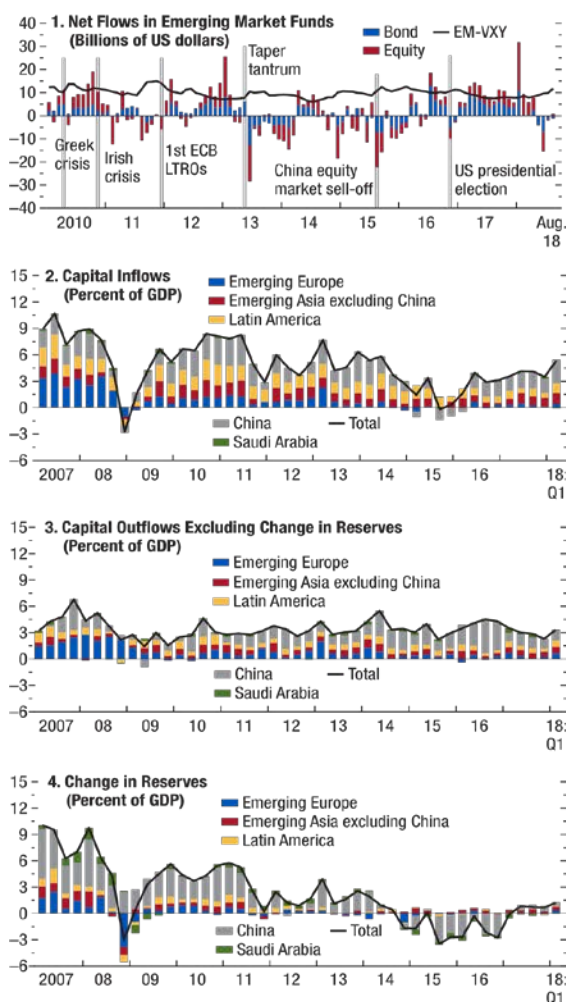 1. Net Flows in Emerging Market Funds
(Billions of US dollars)
Bond
Equity
EM-VXY
Taper
tantrum
Greek
crisis
Irish
crisis
1st ECB
LTROs
China equity
market sell-off
US presidential
election
40
30
20
10
0
−10
−20
−30
−40
2010 11 12 13 14 15 16 17 Aug.
18
2. Capital Inflows
(Percent of GDP)
Emerging Europe
Emerging Asia excluding China
Latin America
China
Total
Saudi Arabia
15
12
9
6
3
0
−3
−6
2007 08 09 10 11 12 13 14 15 16 18:
Q1
3. Capital Outflows Excluding Change in Reserves
(Percent of GDP)
Emerging Europe
Emerging Asia excluding China
Latin America
China
Total
Saudi Arabia
15
12
9
6
3
0
−3
−6
2007 08 09 10 11 12 13 14 15 16 18:
Q1
4. Change in Reserves
(Percent of GDP)
Emerging Europe
Emerging Asia excluding China
Latin America
China
Total
Saudi Arabia
15
12
9
6
3
0
−3
−6
2007 08 09 10 11 12 13 14 15 16 18:
Q1